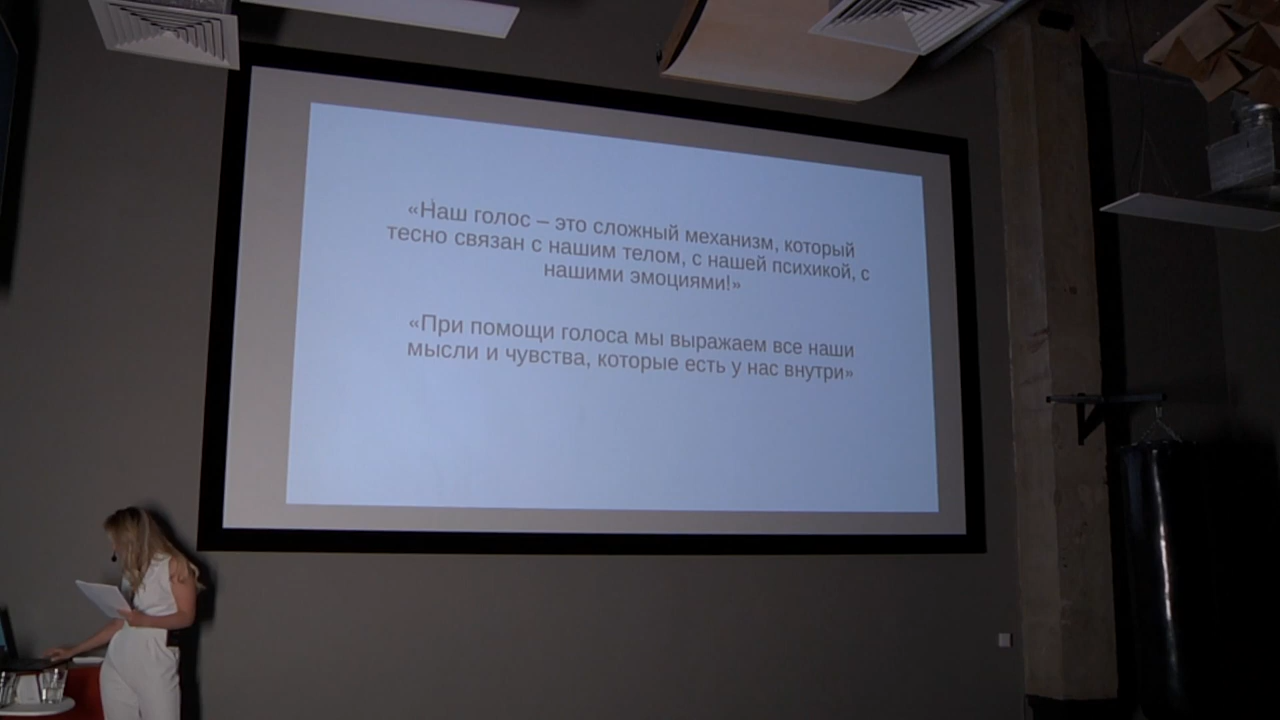 «Наш голос – это сложный механизм, который
тесно связан с нашим телом, с нашей психикой, с
нашими эмоциями!»
«При помощи голоса мы выражаем все наши
мысли и чувства, которые есть у нас внутри»